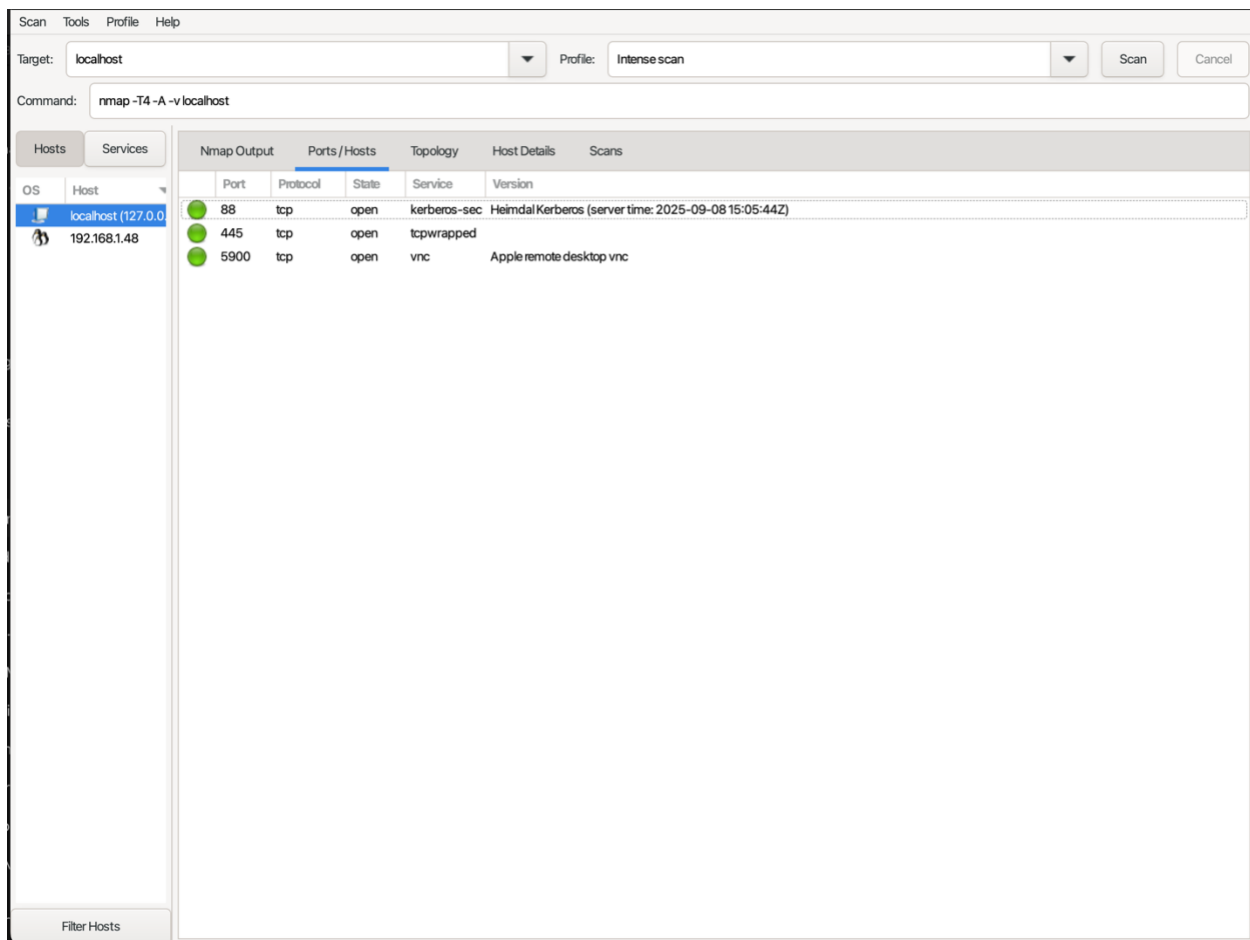 Scan Tools Profile Help
Target: localhost Profile: Intense scan Scan Cancel
Command: nmap -T4 -A -v localhost
Hosts Services Nmap Output Ports / Hosts Topology Host Details Scans
OS Host Port Protocol State Service Version
localhost (127.0.0. 88 tcp open kerberos-sec Heimdal Kerberos (server time: 2025-09-08 15:05:44Z)
192.168.1.48 445 tcp open tcpwrapped
5900 tcp open vnc Apple remote desktop vnc
Filter Hosts